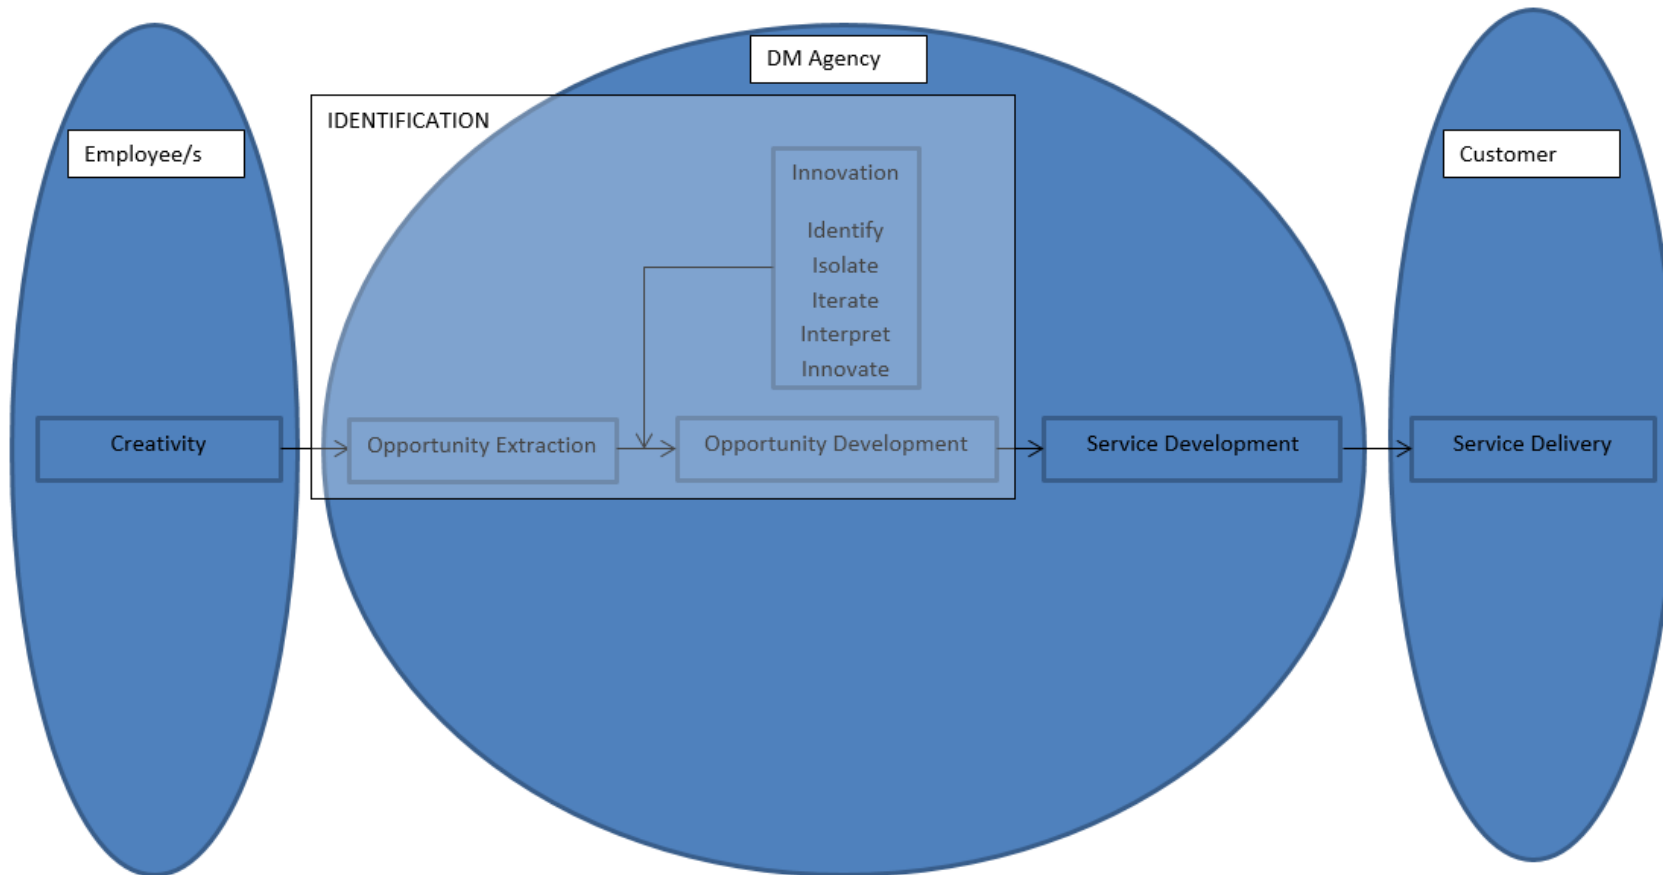 DM Agency
IDENTIFICATION
Employee/s
Customer
Innovation
Identify
Isolate
Iterate
Interpret
Innovate
Creativity
Opportunity Extraction
Opportunity Development
Service Development
Service Delivery